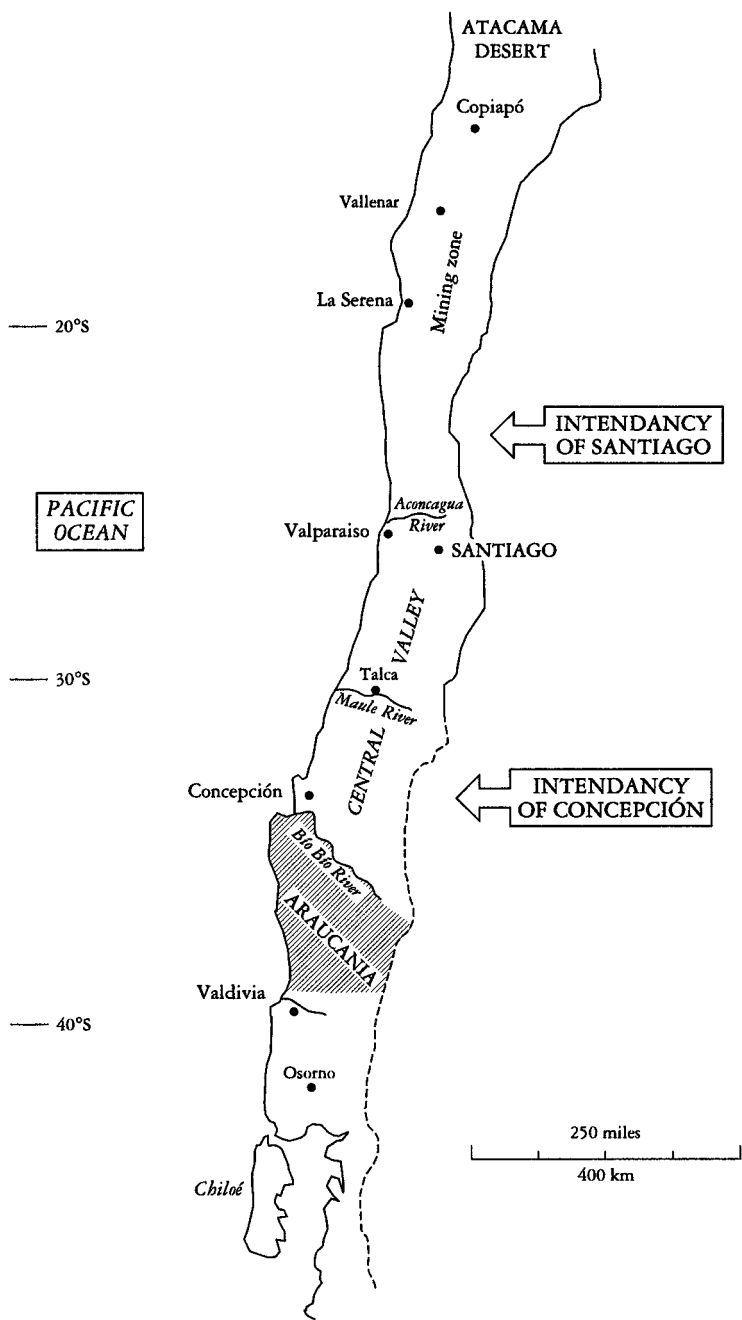 ATACAMA
DESERT
Copiapó
Vallenar
Mining zone
La Serena
20°S
INTENDANCY
OF SANTIAGO
PACIFIC
OCEAN
Aconcagua
River
Valparaiso
SANTIAGO
CENTRAL VALLEY
30°S
Talca
Maule River
Concepción
INTENDANCY
OF CONCEPCIÓN
Bío Bío River
ARAUCANIA
Valdivia
40°S
Osorno
250 miles
400 km
Chiloé